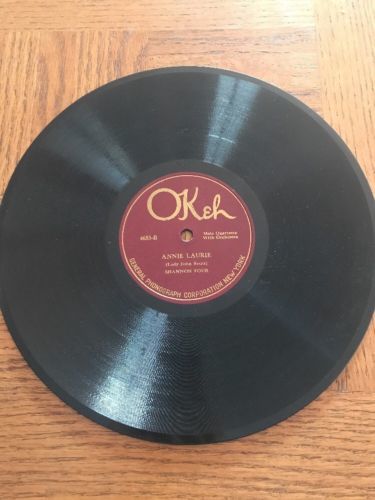 OKeh
4683-B
Male Quartette
With Orchestra
ANNIE LAURIE
(Lady John Scott)
SHANNON FOUR
GENERAL PHONOGRAPH CORPORATION NEW YORK